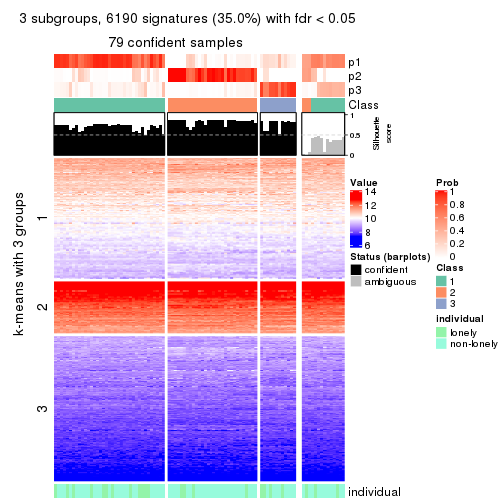 3 subgroups, 6190 signatures (35.0%) with fdr < 0.05
79 confident samples
p1
p2
p3
Class
1
0.5
0
Silhouette
score
k-means with 3 groups
1
2
3
individual
Value
14
12
10
8
6
Status (barplots)
confident
ambiguous
Prob
1
0.8
0.6
0.4
0.2
0
Class
1
2
3
individual
lonely
non-lonely